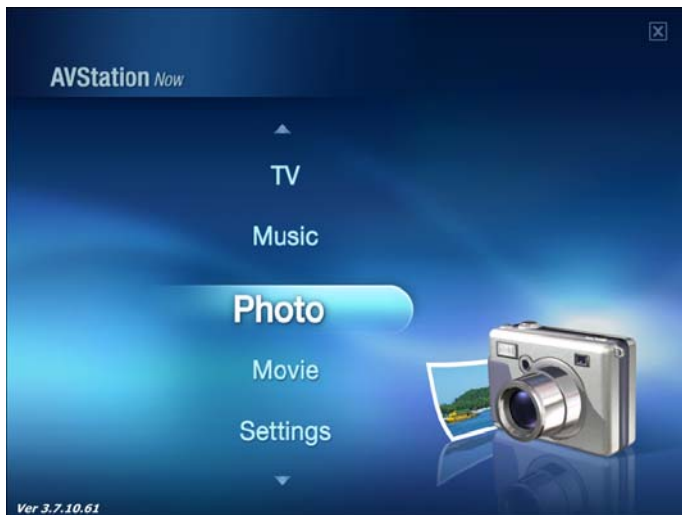 AVStation Now
TV
Music
Photo
Movie
Settings
Ver 3.7.10.61